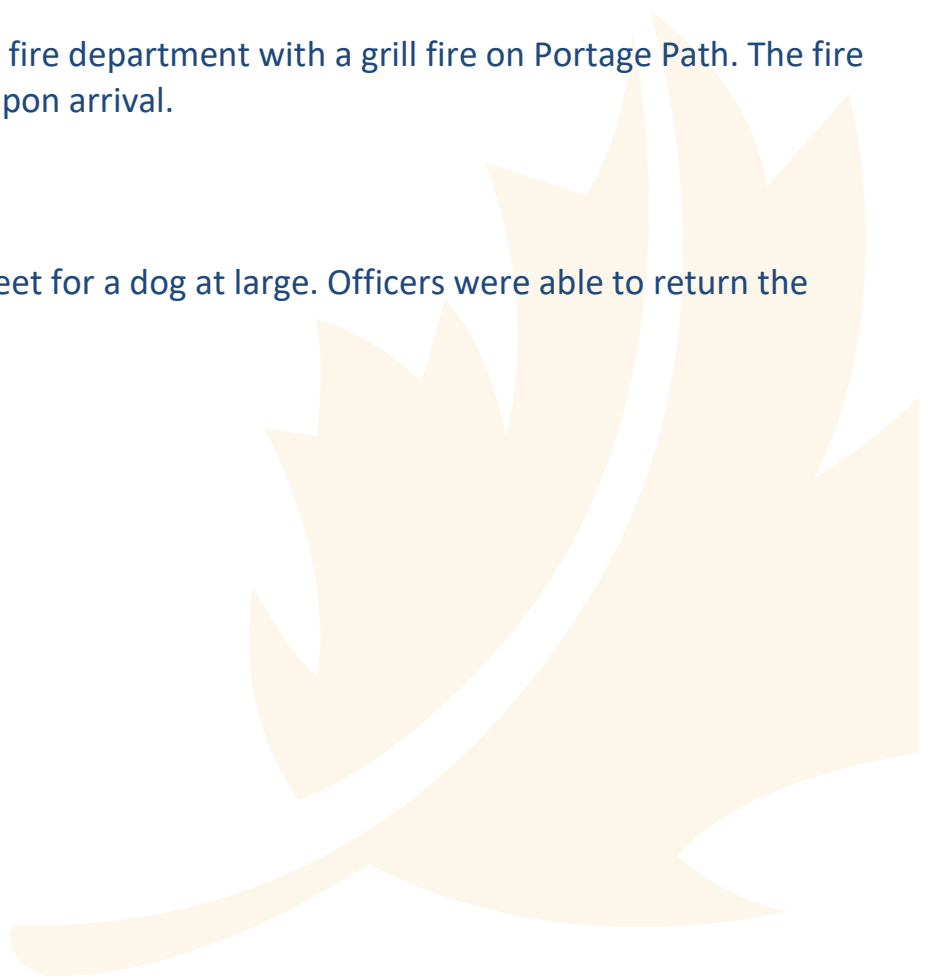 fire department with a grill fire on Portage Path. The fire
pon arrival.
eet for a dog at large. Officers were able to return the